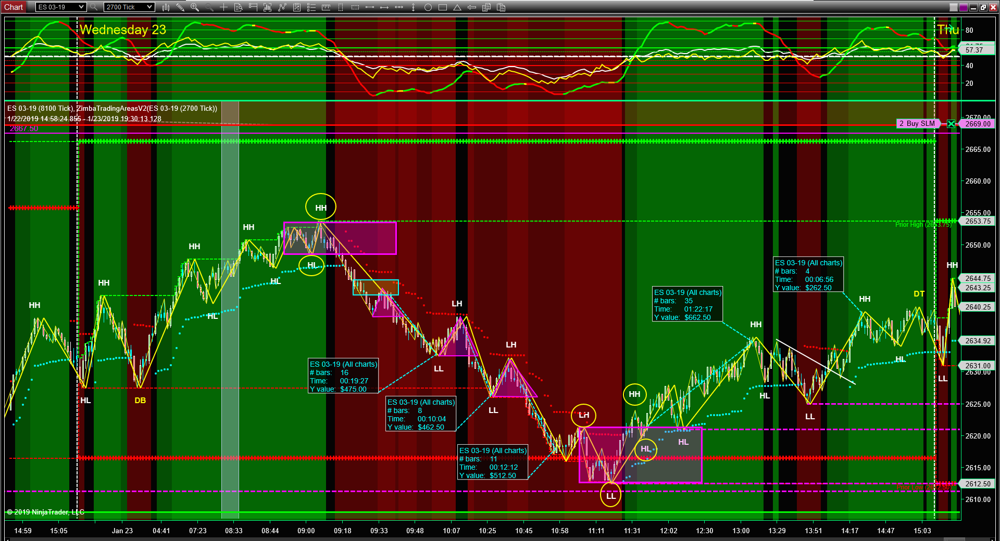 Chart ES 03-19 2700 Tick
Wednesday 23
Thu
80
57.37
40
20
ES 03-19 (8100 Tick), ZimbaTradingAreasV2(ES 03-19 (2700 Tick))
1/22/2019 14:58:24.855 - 1/23/2019 19:30:13.128
2667.50
2670.00
2 Buy SLM
2669.00
2665.00
2660.00
2655.00
Prior High (2653.75)
2653.75
2650.00
HH
HH
HH
HH
HH
HL
HL
HL
HL
DB
LH
LL
LH
LL
LH
LL
HH
HL
HL
HH
HL
LL
HH
HL
DT
HH
LL
ES 03-19 (All charts)
# bars: 16
Time: 00:19:27
Y value: $475.00
ES 03-19 (All charts)
# bars: 8
Time: 00:10:04
Y value: $462.50
ES 03-19 (All charts)
# bars: 11
Time: 00:12:12
Y value: $512.50
ES 03-19 (All charts)
# bars: 35
Time: 01:22:17
Y value: $662.50
ES 03-19 (All charts)
# bars: 4
Time: 00:06:56
Y value: $262.50
2644.75
2643.25
2640.25
2634.92
2631.00
2630.00
2625.00
2620.00
2615.00
Prior Low (2612.50)
2612.50
2610.00
© 2019 NinjaTrader, LLC
14:59 15:05 Jan 23 04:41 07:23 08:33 08:44 09:00 09:18 09:33 09:48 10:07 10:25 10:45 10:58 11:11 11:31 12:02 12:30 13:00 13:29 13:51 14:17 14:47 15:03